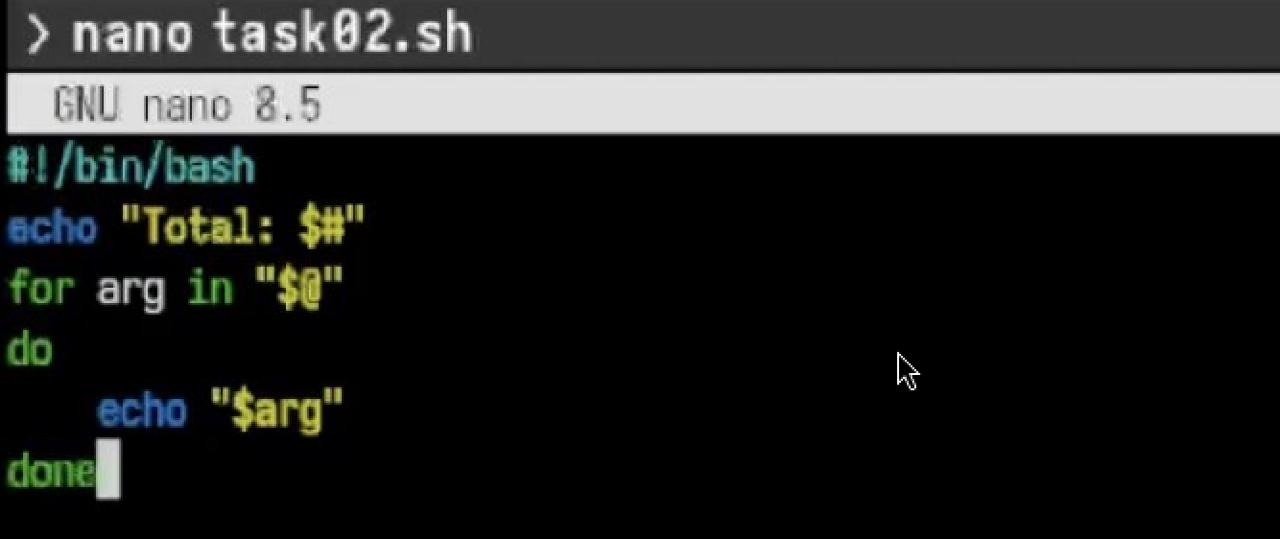 ❯ nano task02.sh
GNU nano 8.5
#!/bin/bash
echo "Total: $#"
for arg in "$@"
do
    echo "$arg"
done